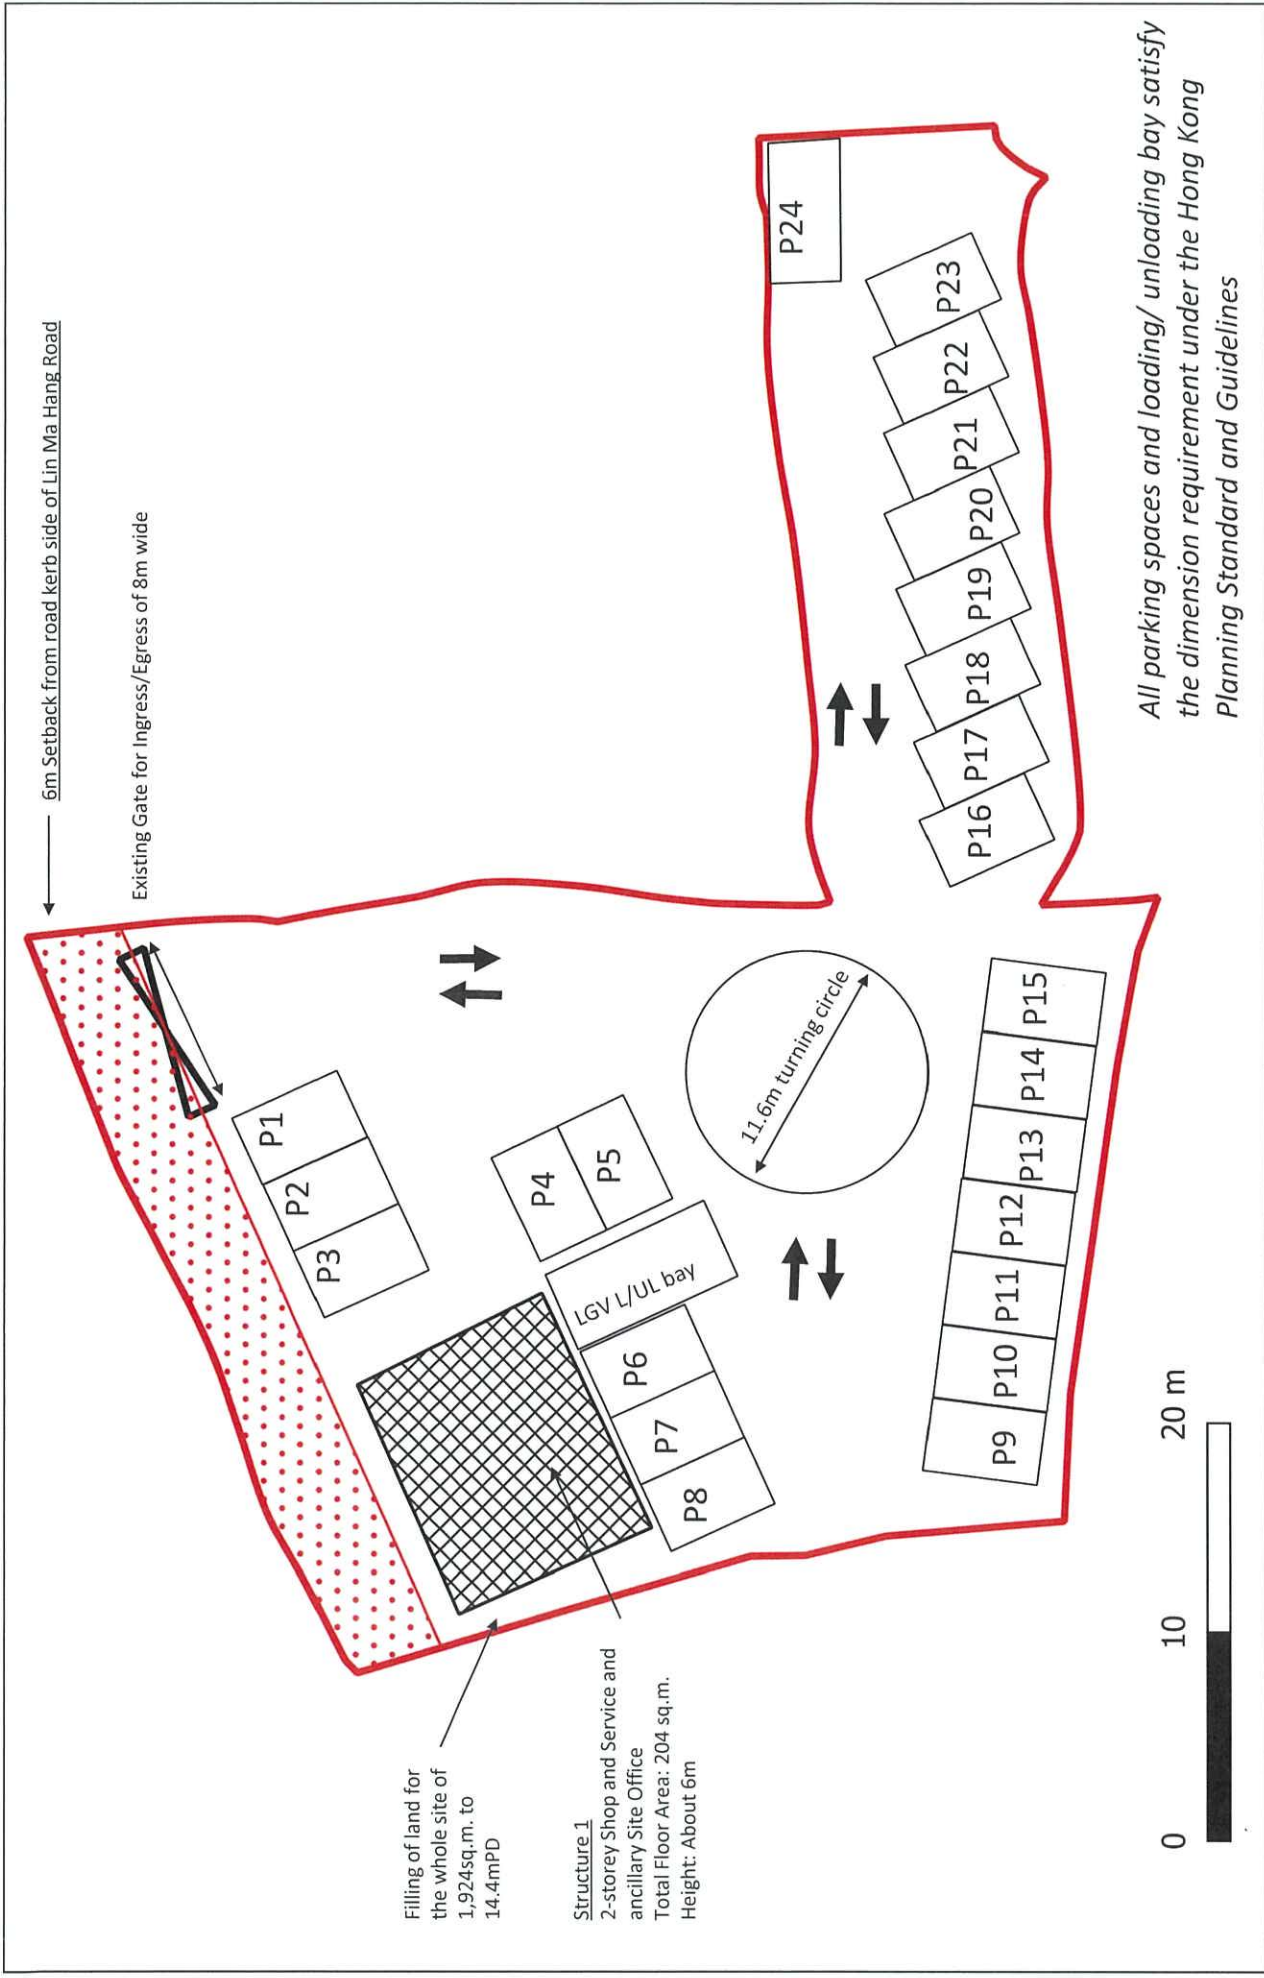 6m Setback from road kerb side of Lin Ma Hang Road
Existing Gate for Ingress/Egress of 8m wide
Filling of land for
the whole site of
1,924sq.m. to
14.4mPD
Structure 1
2-storey Shop and Service and
ancillary Site Office
Total Floor Area: 204 sq.m.
Height: About 6m
P1
P2
P3
P4
P5
LGV L/UL bay
P6
P7
P8
11.6m turning circle
P9
P10
P11
P12
P13
P14
P15
P16
P17
P18
P19
P20
P21
P22
P23
P24
0
10
20 m
All parking spaces and loading/ unloading bay satisfy
the dimension requirement under the Hong Kong
Planning Standard and Guidelines